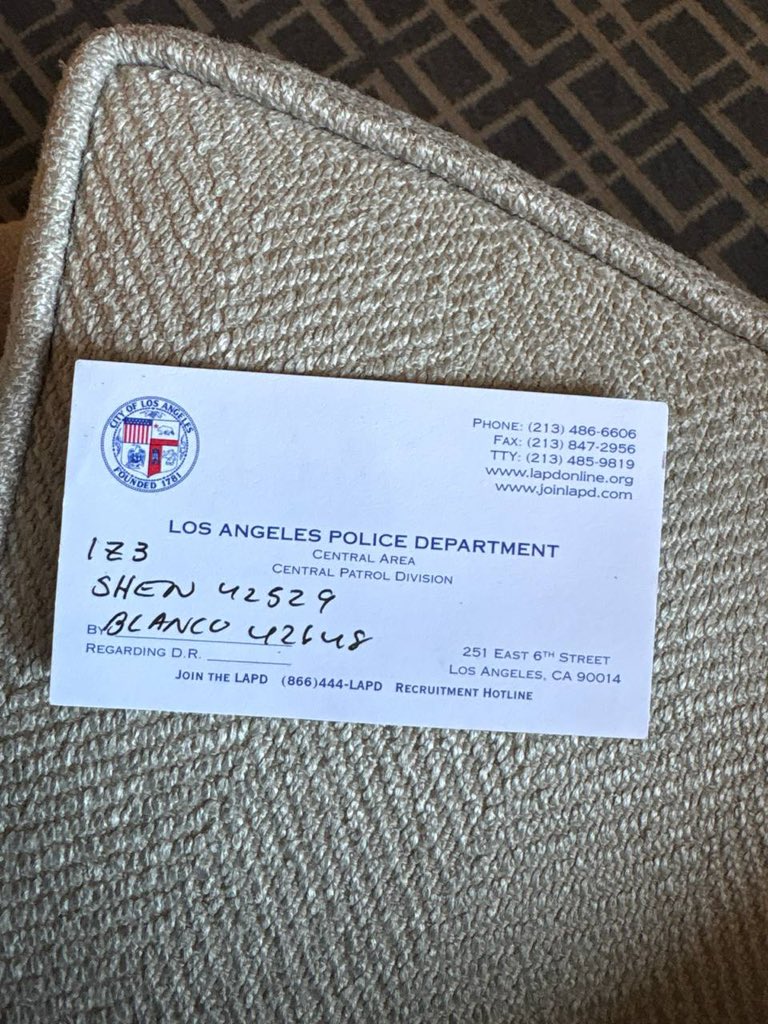 CITY OF LOS ANGELES
FOUNDED 1781
PHONE: (213) 486-6606
FAX: (213) 847-2956
TTY: (213) 485-9819
www.lapdonline.org
www.joinlapd.com
LOS ANGELES POLICE DEPARTMENT
CENTRAL AREA
CENTRAL PATROL DIVISION
1Z3
SHEN 42529
BY BLANCO 42648
REGARDING D.R.
251 EAST 6TH STREET
LOS ANGELES, CA 90014
JOIN THE LAPD (866)444-LAPD RECRUITMENT HOTLINE